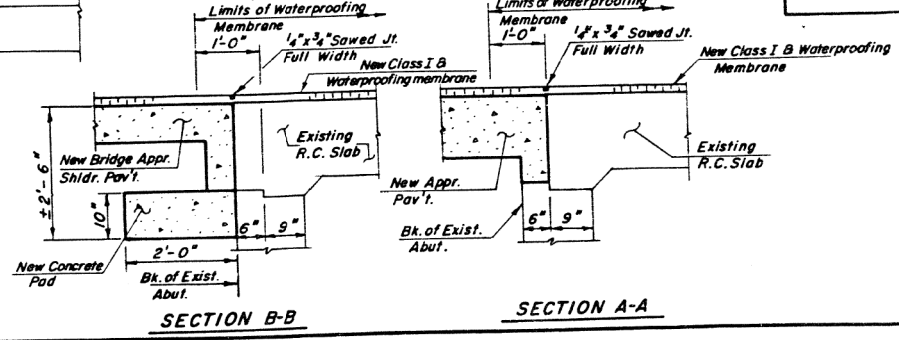 Limits of Waterproofing
Membrane
1'-0"
1/4" x 3/4" Sawed Jt.
Full Width
New Class I &
Waterproofing membrane
Existing
R.C. Slab
New Bridge Appr.
Shldr. Pav't.
±2'-6"
10"
6"
9"
2'-0"
New Concrete
Pad
Bk. of Exist.
Abut.
SECTION B-B
Limits of Waterproofing
Membrane
1'-0"
1/4" x 3/4" Sawed Jt.
Full Width
New Class I & Waterproofing
Membrane
Existing
R.C. Slab
New Appr.
Pav't.
6"
9"
Bk. of Exist.
Abut.
SECTION A-A